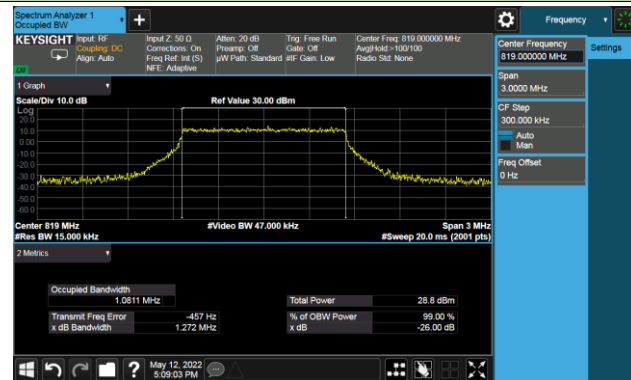 Spectrum Analyzer 1
Occupied BW
+
Frequency
KEYSIGHT Input: RF
Coupling: DC
Align: Auto
Input Z: 50 Ω
Corrections: On
Freq Ref: Int (S)
NFE: Adaptive
Atten: 20 dB
Preamp: Off
µW Path: Standard
Trig: Free Run
Gate: Off
#IF Gain: Low
Center Freq: 819.000000 MHz
Avg|Hold:>100/100
Radio Std: None
Center Frequency
819.000000 MHz
Settings
Span
3.0000 MHz
CF Step
300.000 kHz
Auto
Man
Freq Offset
0 Hz
1 Graph
Scale/Div 10.0 dB
Ref Value 30.00 dBm
Log
20.0
10.0
0.00
-10.0
-20.0
-30.0
-40.0
-50.0
-60.0
Center 819 MHz
#Video BW 47.000 kHz
Span 3 MHz
#Res BW 15.000 kHz
#Sweep 20.0 ms (2001 pts)
2 Metrics
Occupied Bandwidth
1.0811 MHz
Total Power 28.8 dBm
Transmit Freq Error -457 Hz
% of OBW Power 99.00 %
x dB Bandwidth 1.272 MHz
x dB -26.00 dB
?
May 12, 2022
5:09:03 PM